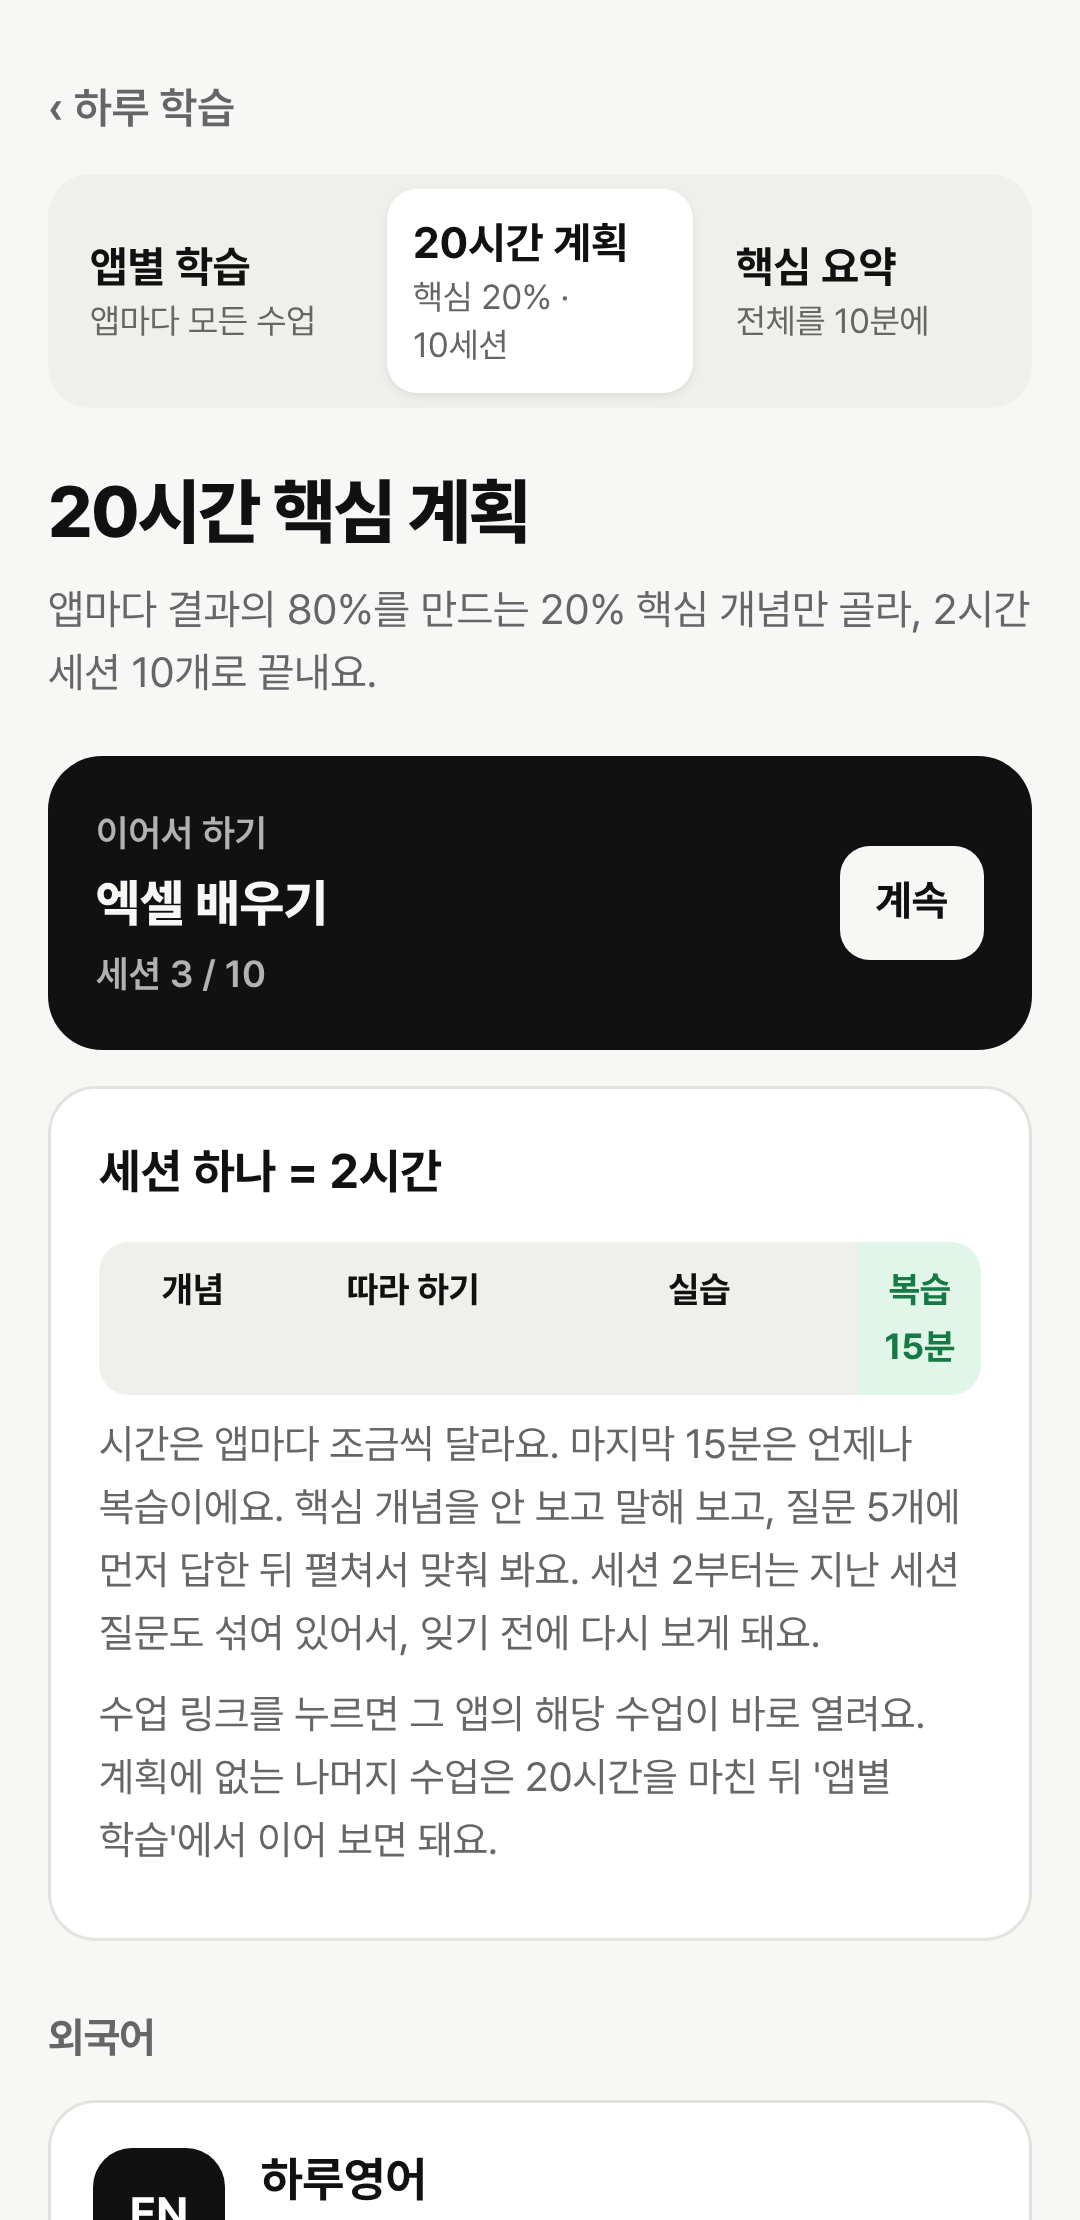 ‹ 하루 학습
앱별 학습
앱마다 모든 수업
20시간 계획
핵심 20% ·
10세션
핵심 요약
전체를 10분에
20시간 핵심 계획
앱마다 결과의 80%를 만드는 20% 핵심 개념만 골라, 2시간
세션 10개로 끝내요.
이어서 하기
엑셀 배우기
세션 3 / 10
계속
세션 하나 = 2시간
개념
따라 하기
실습
복습
15분
시간은 앱마다 조금씩 달라요. 마지막 15분은 언제나
복습이에요. 핵심 개념을 안 보고 말해 보고, 질문 5개에
먼저 답한 뒤 펼쳐서 맞춰 봐요. 세션 2부터는 지난 세션
질문도 섞여 있어서, 잊기 전에 다시 보게 돼요.
수업 링크를 누르면 그 앱의 해당 수업이 바로 열려요.
계획에 없는 나머지 수업은 20시간을 마친 뒤 '앱별
학습'에서 이어 보면 돼요.
외국어
EN
하루영어